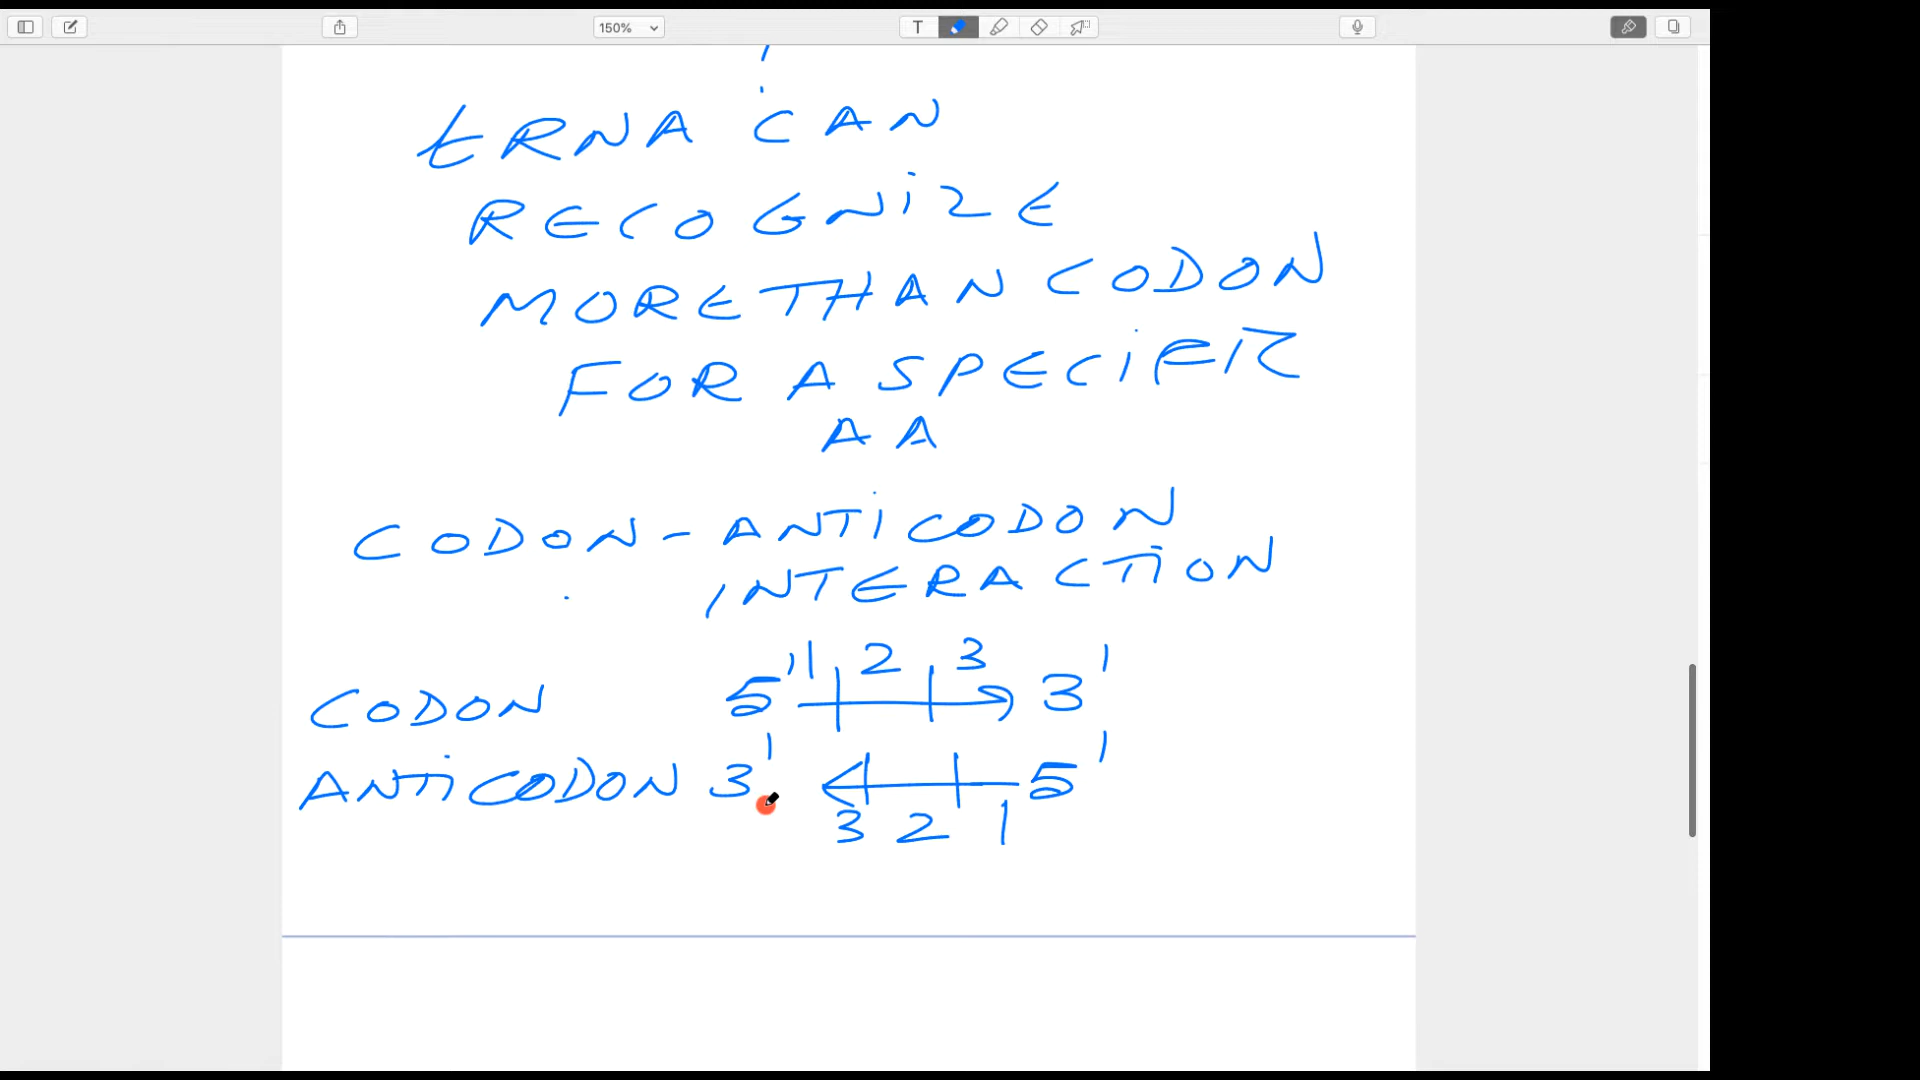 150%
T
tRNA CAN
RECOGNIZE
MORE THAN CODON
FOR A SPECIFIC
AA
CODON - ANTICODON
INTERACTION
1 2 3
CODON 5' 3'
ANTICODON 3' 5'
3 2 1